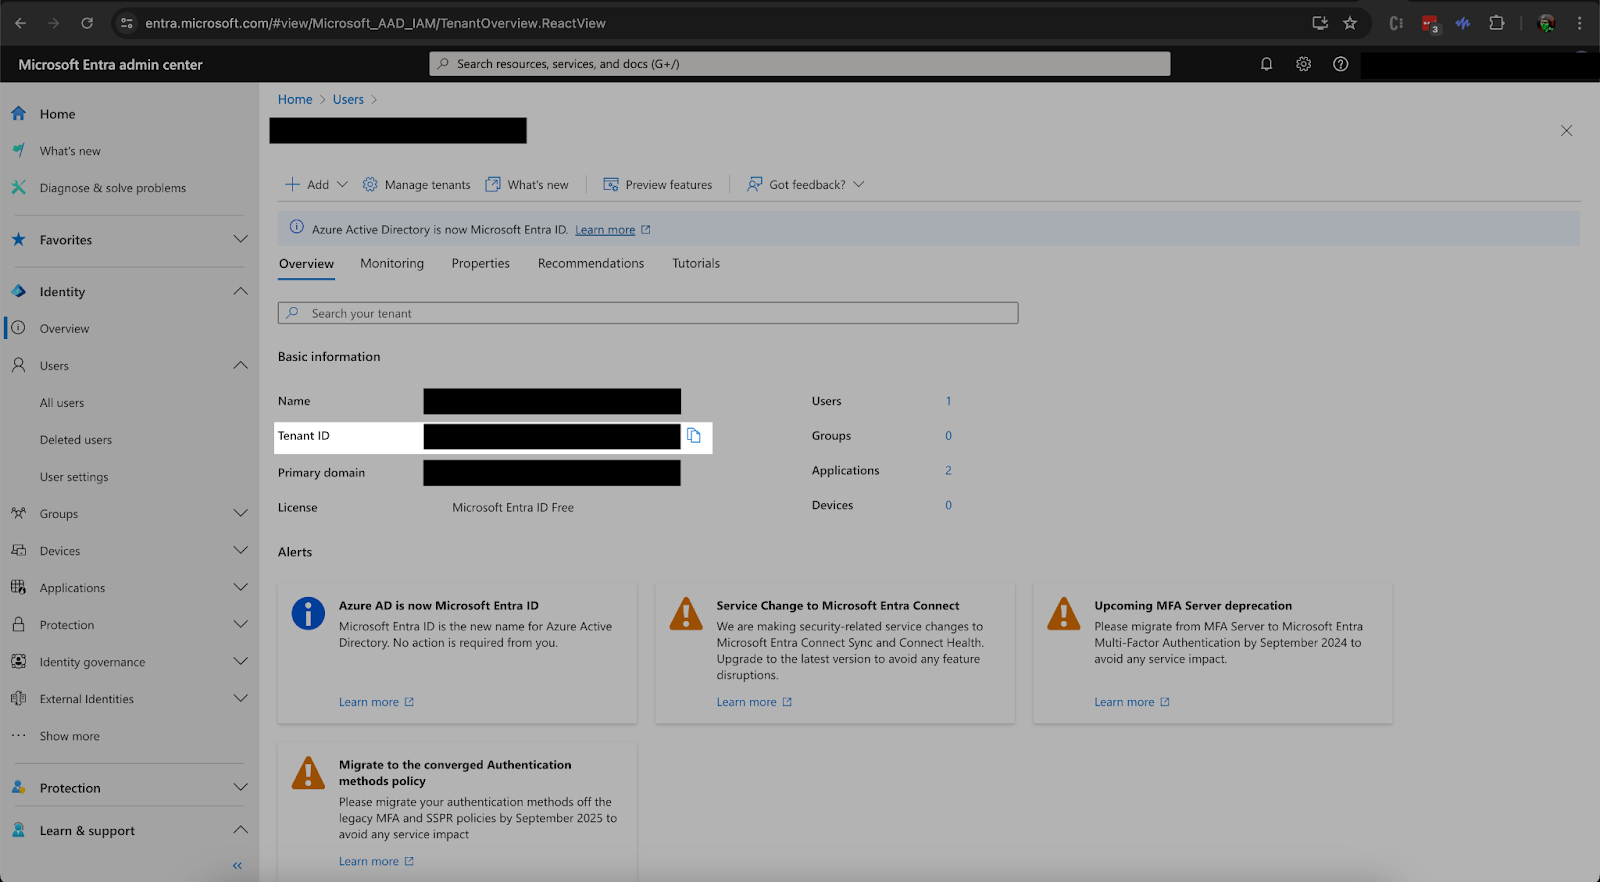 entra.microsoft.com/#view/Microsoft_AAD_IAM/TenantOverview.ReactView
3
Microsoft Entra admin center
Search resources, services, and docs (G+/)
Home
What's new
Diagnose & solve problems
Favorites
Identity
Overview
Users
All users
Deleted users
User settings
Groups
Devices
Applications
Protection
Identity governance
External Identities
Show more
Protection
Learn & support
Home > Users >
Add
Manage tenants
What's new
Preview features
Got feedback?
Azure Active Directory is now Microsoft Entra ID. Learn more
Overview Monitoring Properties Recommendations Tutorials
Search your tenant
Basic information
Name
Tenant ID
Primary domain
License Microsoft Entra ID Free
Users 1
Groups 0
Applications 2
Devices 0
Alerts
Azure AD is now Microsoft Entra ID
Microsoft Entra ID is the new name for Azure Active
Directory. No action is required from you.
Learn more
Service Change to Microsoft Entra Connect
We are making security-related service changes to
Microsoft Entra Connect Sync and Connect Health.
Upgrade to the latest version to avoid any feature
disruptions.
Learn more
Upcoming MFA Server deprecation
Please migrate from MFA Server to Microsoft Entra
Multi-Factor Authentication by September 2024 to
avoid any service impact.
Learn more
Migrate to the converged Authentication
methods policy
Please migrate your authentication methods off the
legacy MFA and SSPR policies by September 2025 to
avoid any service impact
Learn more